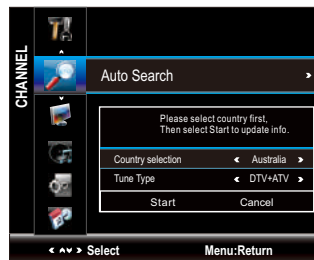 CHANNEL
Auto Search
Please select country first,
Then select Start to update info.
Country selection Australia
Tune Type DTV+ATV
Start Cancel
Select Menu:Return